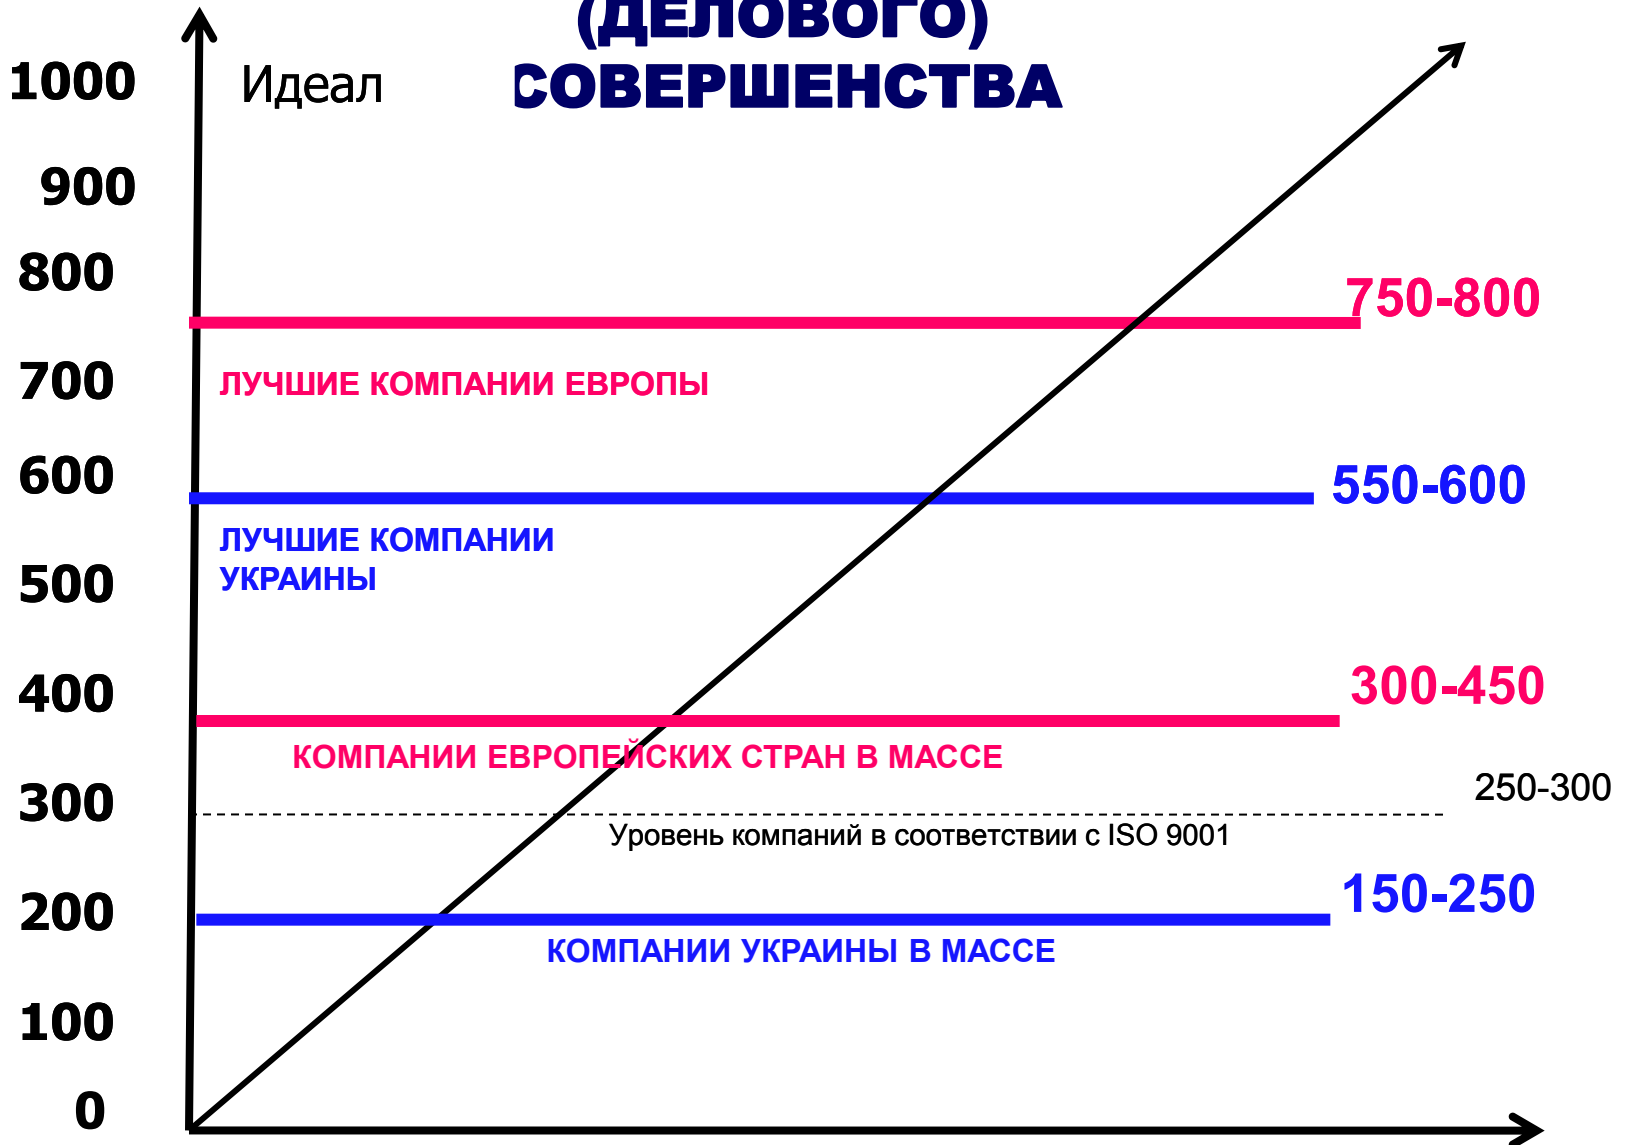 (ДЕЛОВОГО)
СОВЕРШЕНСТВА
1000
Идеал
900
800
750-800
700
ЛУЧШИЕ КОМПАНИИ ЕВРОПЫ
600
550-600
ЛУЧШИЕ КОМПАНИИ
УКРАИНЫ
500
400
300-450
КОМПАНИИ ЕВРОПЕЙСКИХ СТРАН В МАССЕ
250-300
300
Уровень компаний в соответствии с ISO 9001
200
150-250
КОМПАНИИ УКРАИНЫ В МАССЕ
100
0